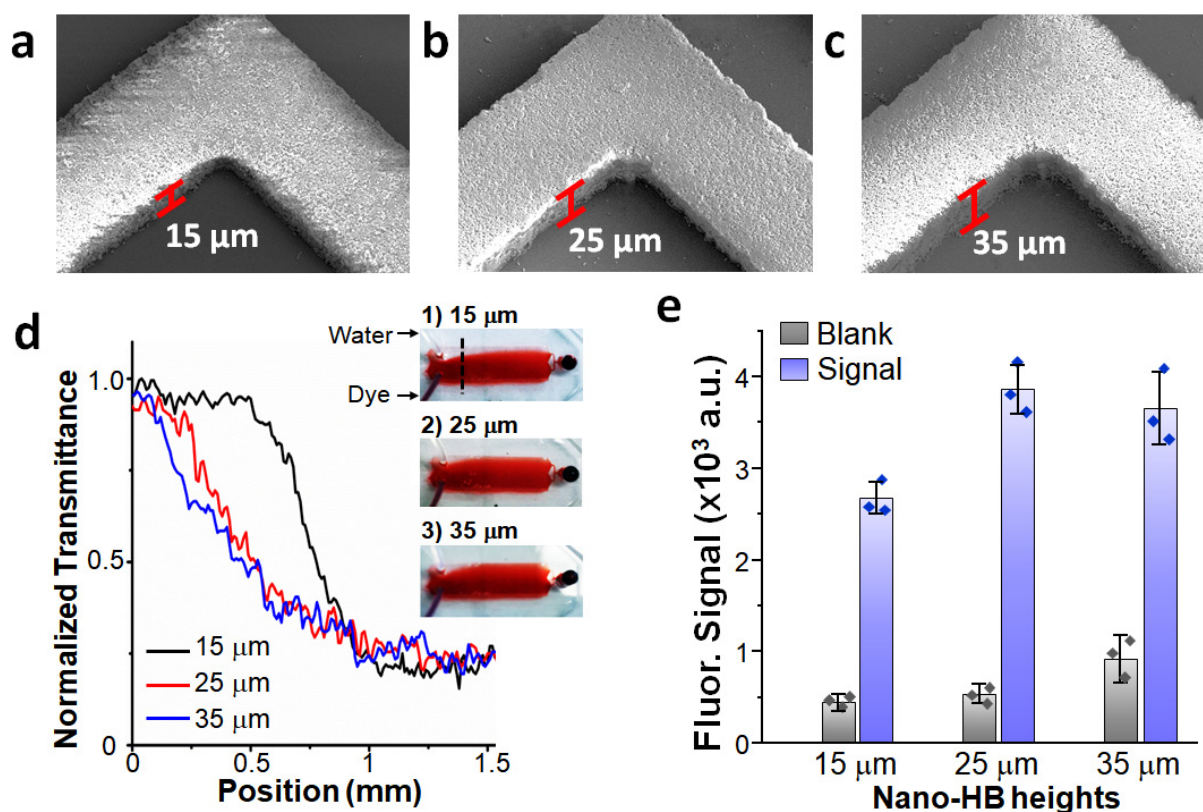 a
15 µm
b
25 µm
c
35 µm
d
Normalized Transmittance
1.0
0.5
0
0
0.5
1
1.5
Position (mm)
15 µm
25 µm
35 µm
Water
Dye
1) 15 µm
2) 25 µm
3) 35 µm
e
Fluor. Signal (x10³ a.u.)
Blank
Signal
4
3
2
1
0
15 µm
25 µm
35 µm
Nano-HB heights